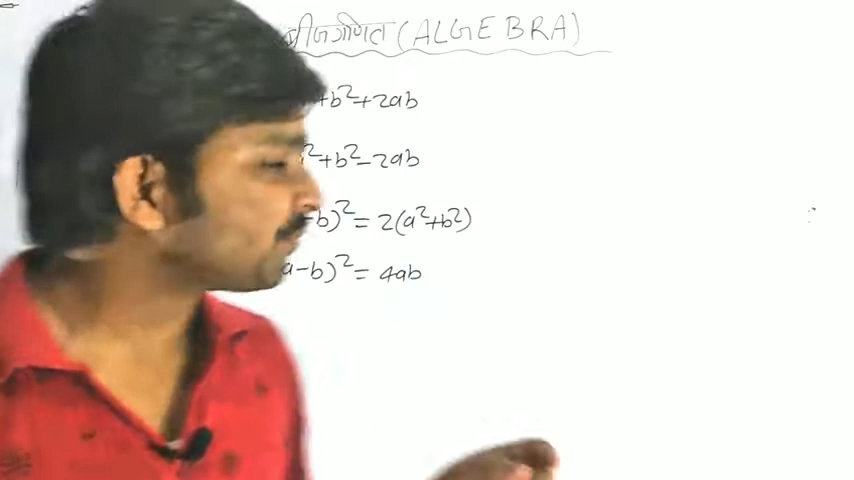 बीजगणित (ALGEBRA)
+b²+2ab
²+b²-2ab
-b)² = 2(a²+b²)
a-b)² = 4ab